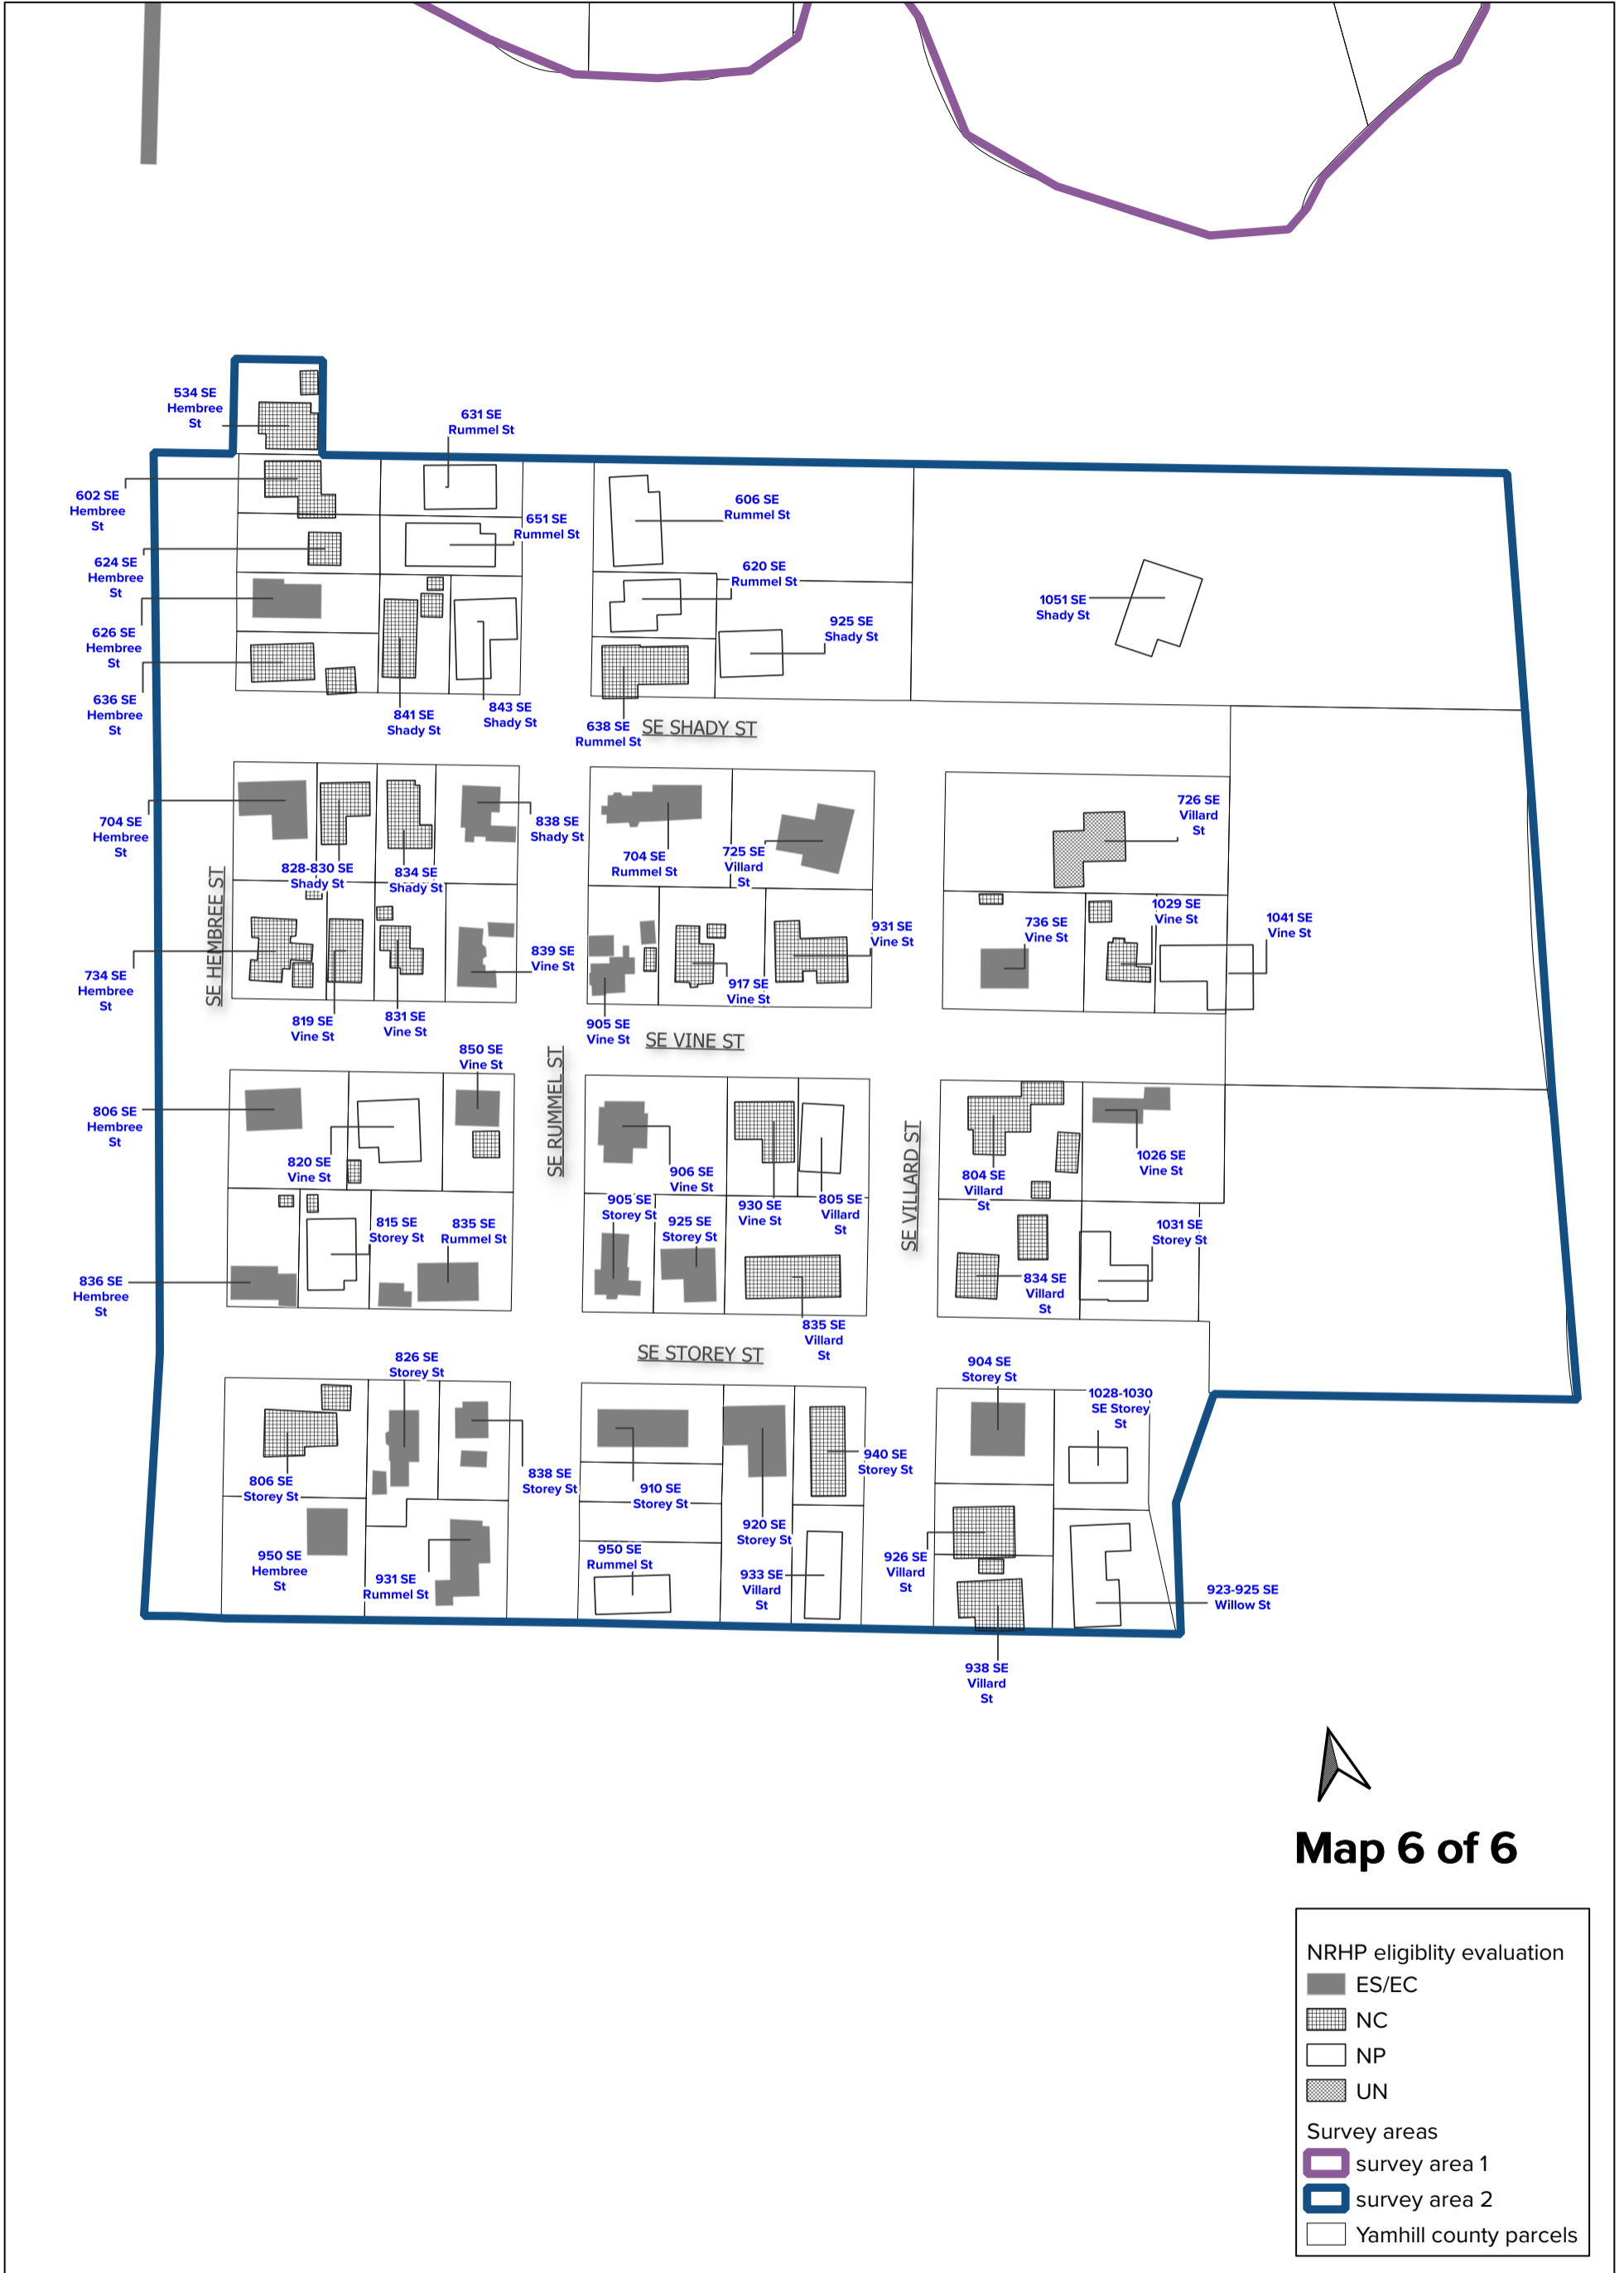 534 SE
Hembree
St
631 SE
Rummel St
602 SE
Hembree
St
606 SE
Rummel St
651 SE
Rummel St
624 SE
Hembree
St
620 SE
Rummel St
1051 SE
Shady St
626 SE
Hembree
St
925 SE
Shady St
636 SE
Hembree
St
841 SE
Shady St
843 SE
Shady St
638 SE
Rummel St
SE SHADY ST
704 SE
Hembree
St
838 SE
Shady St
726 SE
Villard
St
828-830 SE
Shady St
834 SE
Shady St
704 SE
Rummel St
725 SE
Villard
St
SE HEMBREE ST
734 SE
Hembree
St
839 SE
Vine St
931 SE
Vine St
736 SE
Vine St
1029 SE
Vine St
1041 SE
Vine St
819 SE
Vine St
831 SE
Vine St
905 SE
Vine St
917 SE
Vine St
SE VINE ST
850 SE
Vine St
SE RUMMEL ST
806 SE
Hembree
St
820 SE
Vine St
906 SE
Vine St
SE VILLARD ST
804 SE
Villard
St
1026 SE
Vine St
905 SE
Storey St
930 SE
Vine St
805 SE
Villard
St
815 SE
Storey St
835 SE
Rummel St
925 SE
Storey St
1031 SE
Storey St
836 SE
Hembree
St
834 SE
Villard
St
835 SE
Villard
St
SE STOREY ST
826 SE
Storey St
904 SE
Storey St
1028-1030
SE Storey
St
806 SE
Storey St
838 SE
Storey St
910 SE
Storey St
940 SE
Storey St
920 SE
Storey St
950 SE
Hembree
St
931 SE
Rummel St
950 SE
Rummel St
933 SE
Villard
St
926 SE
Villard
St
923-925 SE
Willow St
938 SE
Villard
St
Map 6 of 6
NRHP eligiblity evaluation
ES/EC
NC
NP
UN
Survey areas
survey area 1
survey area 2
Yamhill county parcels